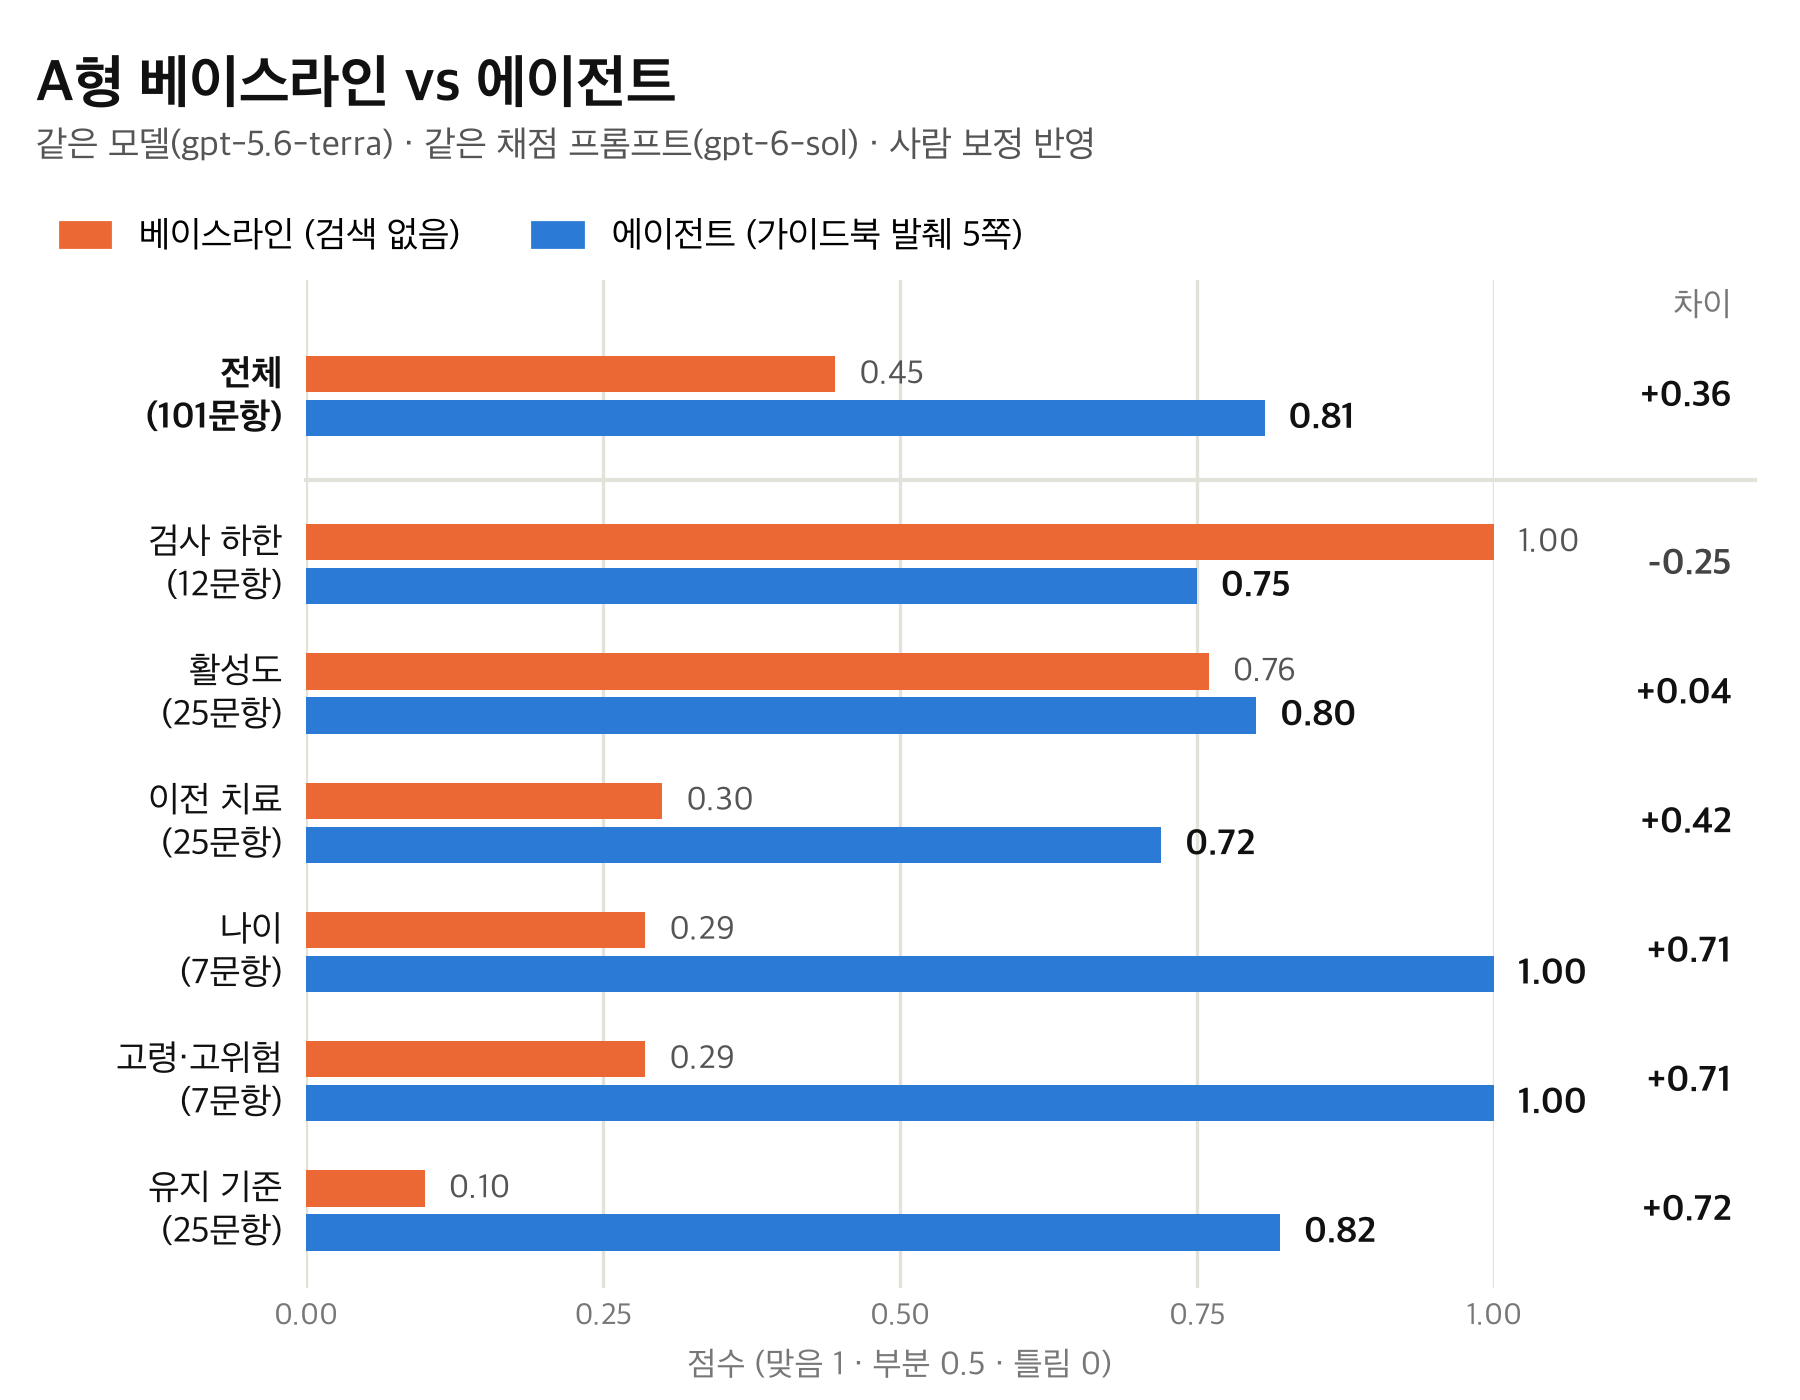 A형 베이스라인 vs 에이전트
같은 모델(gpt-5.6-terra) · 같은 채점 프롬프트(gpt-6-sol) · 사람 보정 반영
베이스라인 (검색 없음)
에이전트 (가이드북 발췌 5쪽)
차이
전체
(101문항)
0.45
0.81
+0.36
검사 하한
(12문항)
1.00
0.75
-0.25
활성도
(25문항)
0.76
0.80
+0.04
이전 치료
(25문항)
0.30
0.72
+0.42
나이
(7문항)
0.29
1.00
+0.71
고령·고위험
(7문항)
0.29
1.00
+0.71
유지 기준
(25문항)
0.10
0.82
+0.72
0.00 0.25 0.50 0.75 1.00
점수 (맞음 1 · 부분 0.5 · 틀림 0)